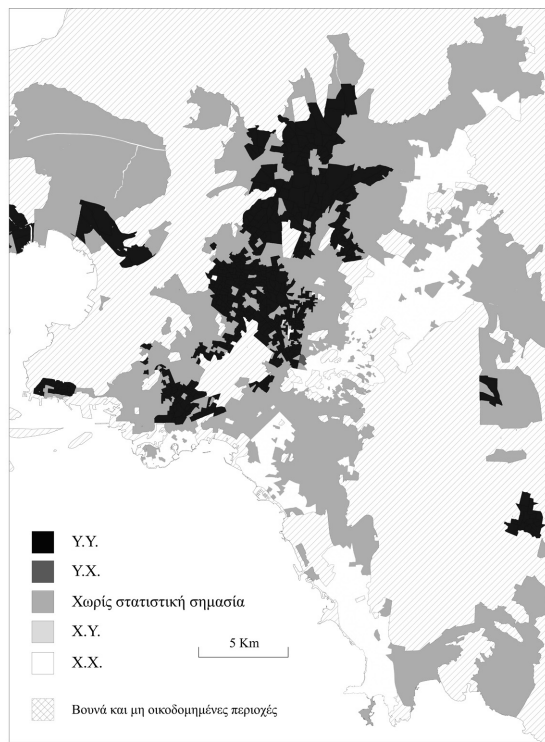 Υ.Υ.
Υ.Χ.
Χωρίς στατιστική σημασία
Χ.Υ.
5 Km
Χ.Χ.
Βουνά και μη οικοδομημένες περιοχές